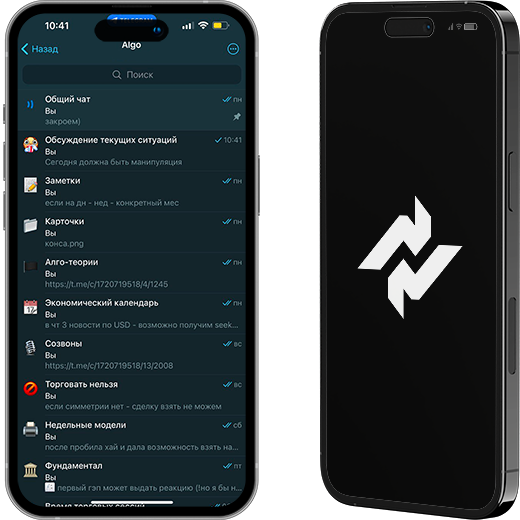 10:41
TELEGRAM
Назад
Algo
Поиск
Общий чат
пн
Вы
закроем)
Обсуждение текущих ситуаций
10:41
Вы
Сегодня должна быть манипуляция
Заметки
пн
Вы
если на дн - нед - конкретный мес
Карточки
пн
Вы
конса.png
Алго-теории
пн
Вы
https://t.me/c/1720719518/4/1245
Экономический календарь
пн
Вы
в чт 3 новости по USD - возможно получим seek...
Созвоны
вс
Вы
https://t.me/c/1720719518/13/2008
Торговать нельзя
вс
Вы
если симметрии нет - сделку взять не можем
Недельные модели
сб
Вы
после пробила хай и дала возможность взять на...
Фундаментал
пт
Вы
первый гэп может выдать реакцию (!но я бы н...
Время торговых сессий